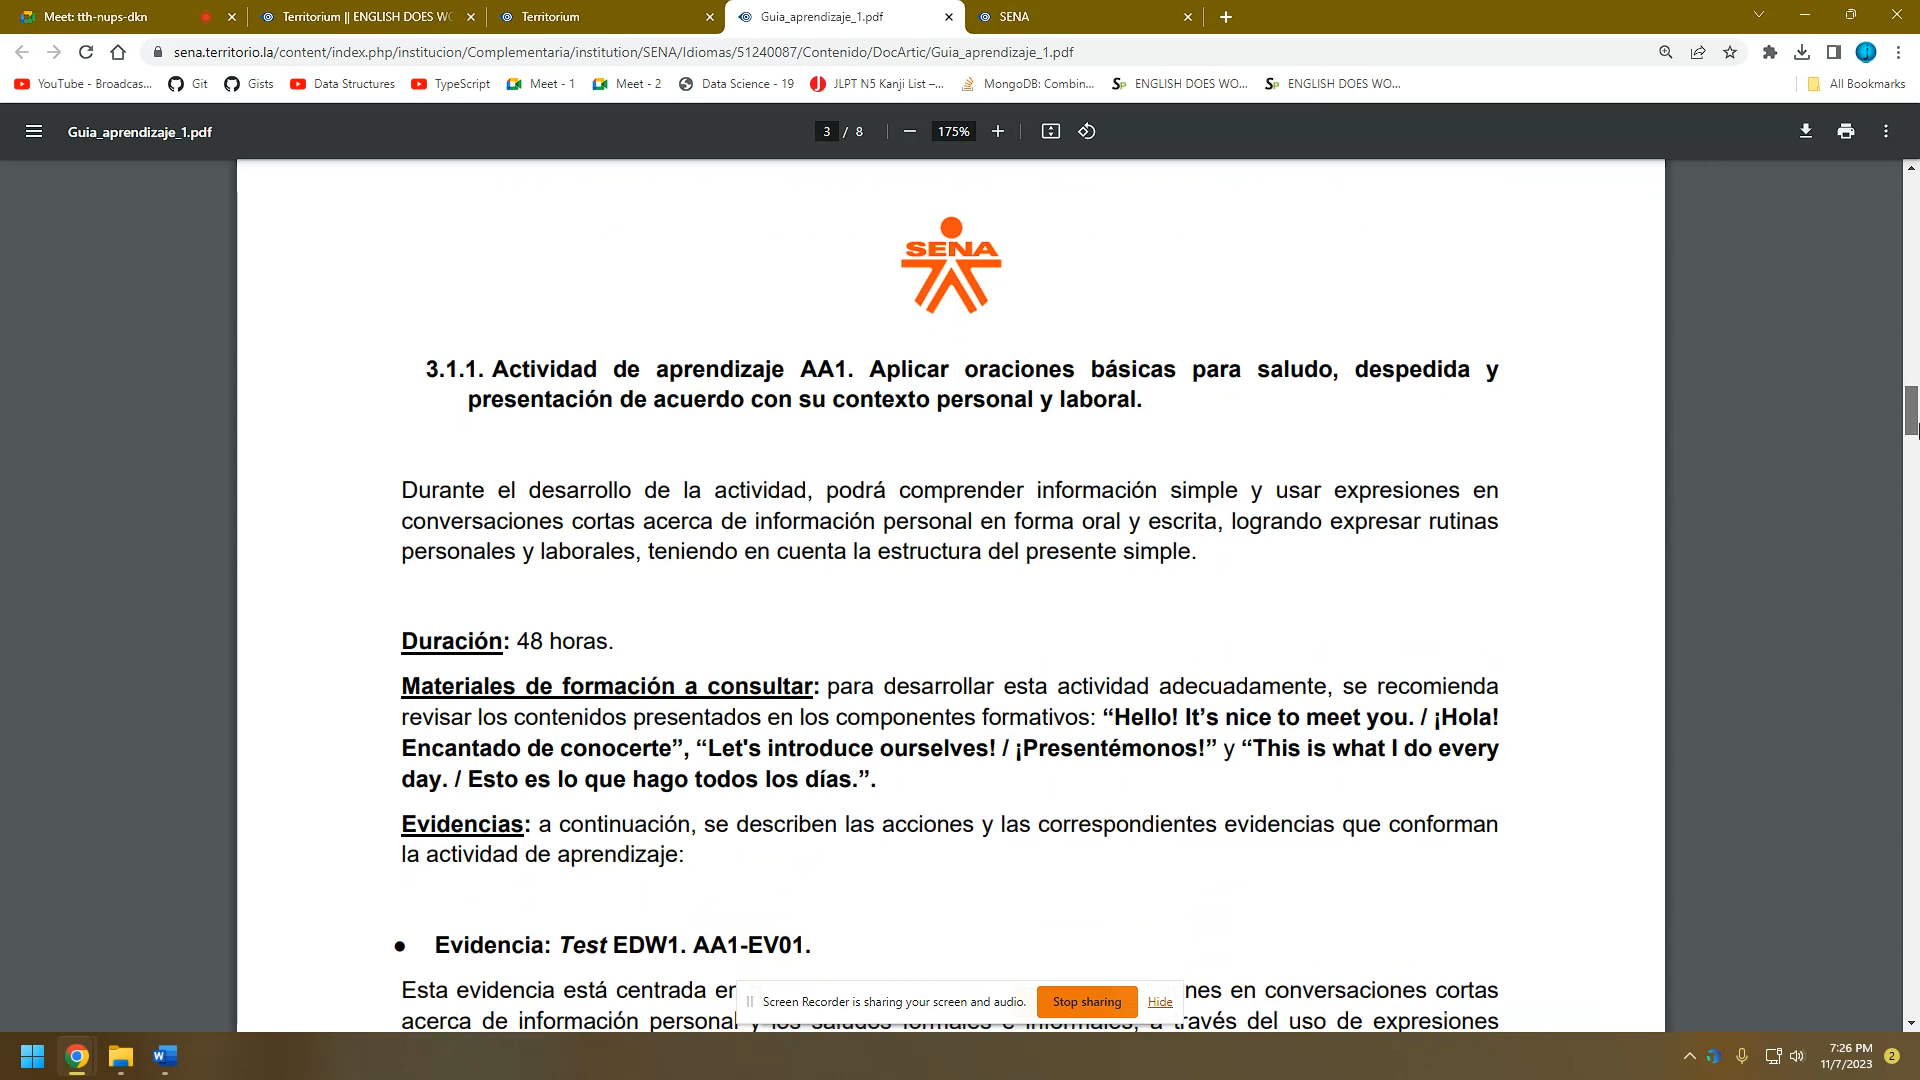 Meet: tth-nups-dkn
Territorium || ENGLISH DOES WO
Territorium
Guia_aprendizaje_1.pdf
SENA
sena.territorio.la/content/index.php/institucion/Complementaria/institution/SENA/Idiomas/51240087/Contenido/DocArtic/Guia_aprendizaje_1.pdf
YouTube - Broadcas... Git Gists Data Structures TypeScript Meet - 1 Meet - 2 Data Science - 19 JLPT N5 Kanji List –... MongoDB: Combin... ENGLISH DOES WO... ENGLISH DOES WO... All Bookmarks
Guia_aprendizaje_1.pdf
3 / 8
175%
SENA
3.1.1. Actividad de aprendizaje AA1. Aplicar oraciones básicas para saludo, despedida y
presentación de acuerdo con su contexto personal y laboral.
Durante el desarrollo de la actividad, podrá comprender información simple y usar expresiones en
conversaciones cortas acerca de información personal en forma oral y escrita, logrando expresar rutinas
personales y laborales, teniendo en cuenta la estructura del presente simple.
Duración: 48 horas.
Materiales de formación a consultar: para desarrollar esta actividad adecuadamente, se recomienda
revisar los contenidos presentados en los componentes formativos: “Hello! It’s nice to meet you. / ¡Hola!
Encantado de conocerte”, “Let's introduce ourselves! / ¡Presentémonos!” y “This is what I do every
day. / Esto es lo que hago todos los días.”.
Evidencias: a continuación, se describen las acciones y las correspondientes evidencias que conforman
la actividad de aprendizaje:
● Evidencia: Test EDW1. AA1-EV01.
Esta evidencia está centrada en conversaciones cortas
acerca de información personal y los saludos formales e informales, a través del uso de expresiones
Screen Recorder is sharing your screen and audio. Stop sharing Hide
7:26 PM
11/7/2023
2